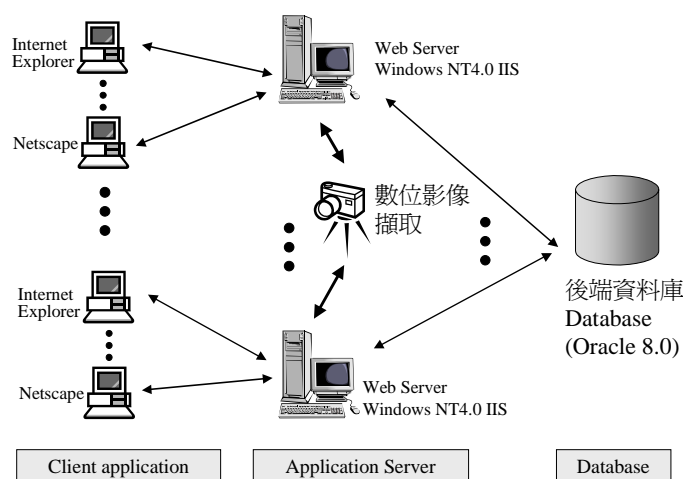 Internet
Explorer
Netscape
Web Server
Windows NT4.0 IIS
數位影像
擷取
Internet
Explorer
Netscape
Web Server
Windows NT4.0 IIS
後端資料庫
Database
(Oracle 8.0)
Client application
Application Server
Database